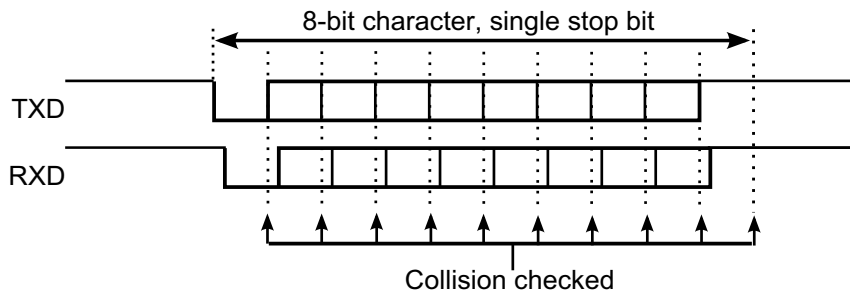 8-bit character, single stop bit
TXD
RXD
Collision checked